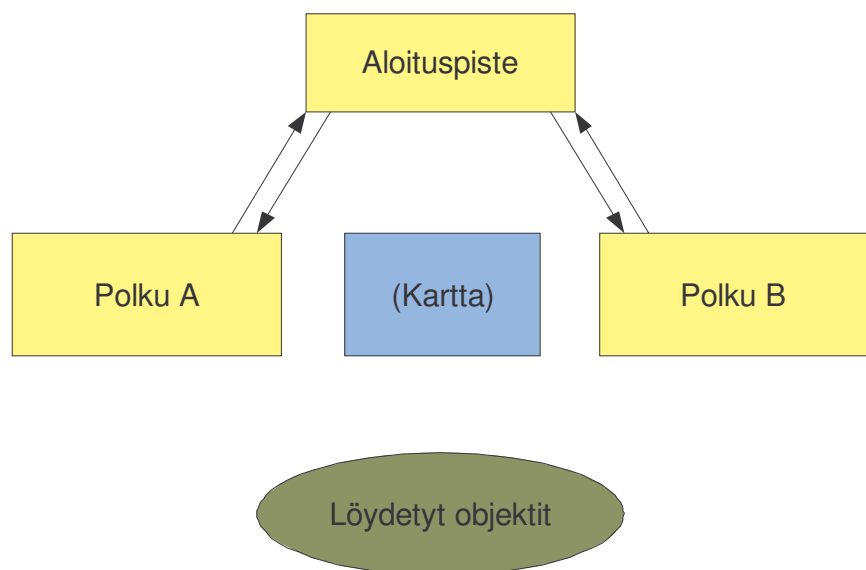 Aloituspiste
Polku A
(Kartta)
Polku B
Löydetyt objektit